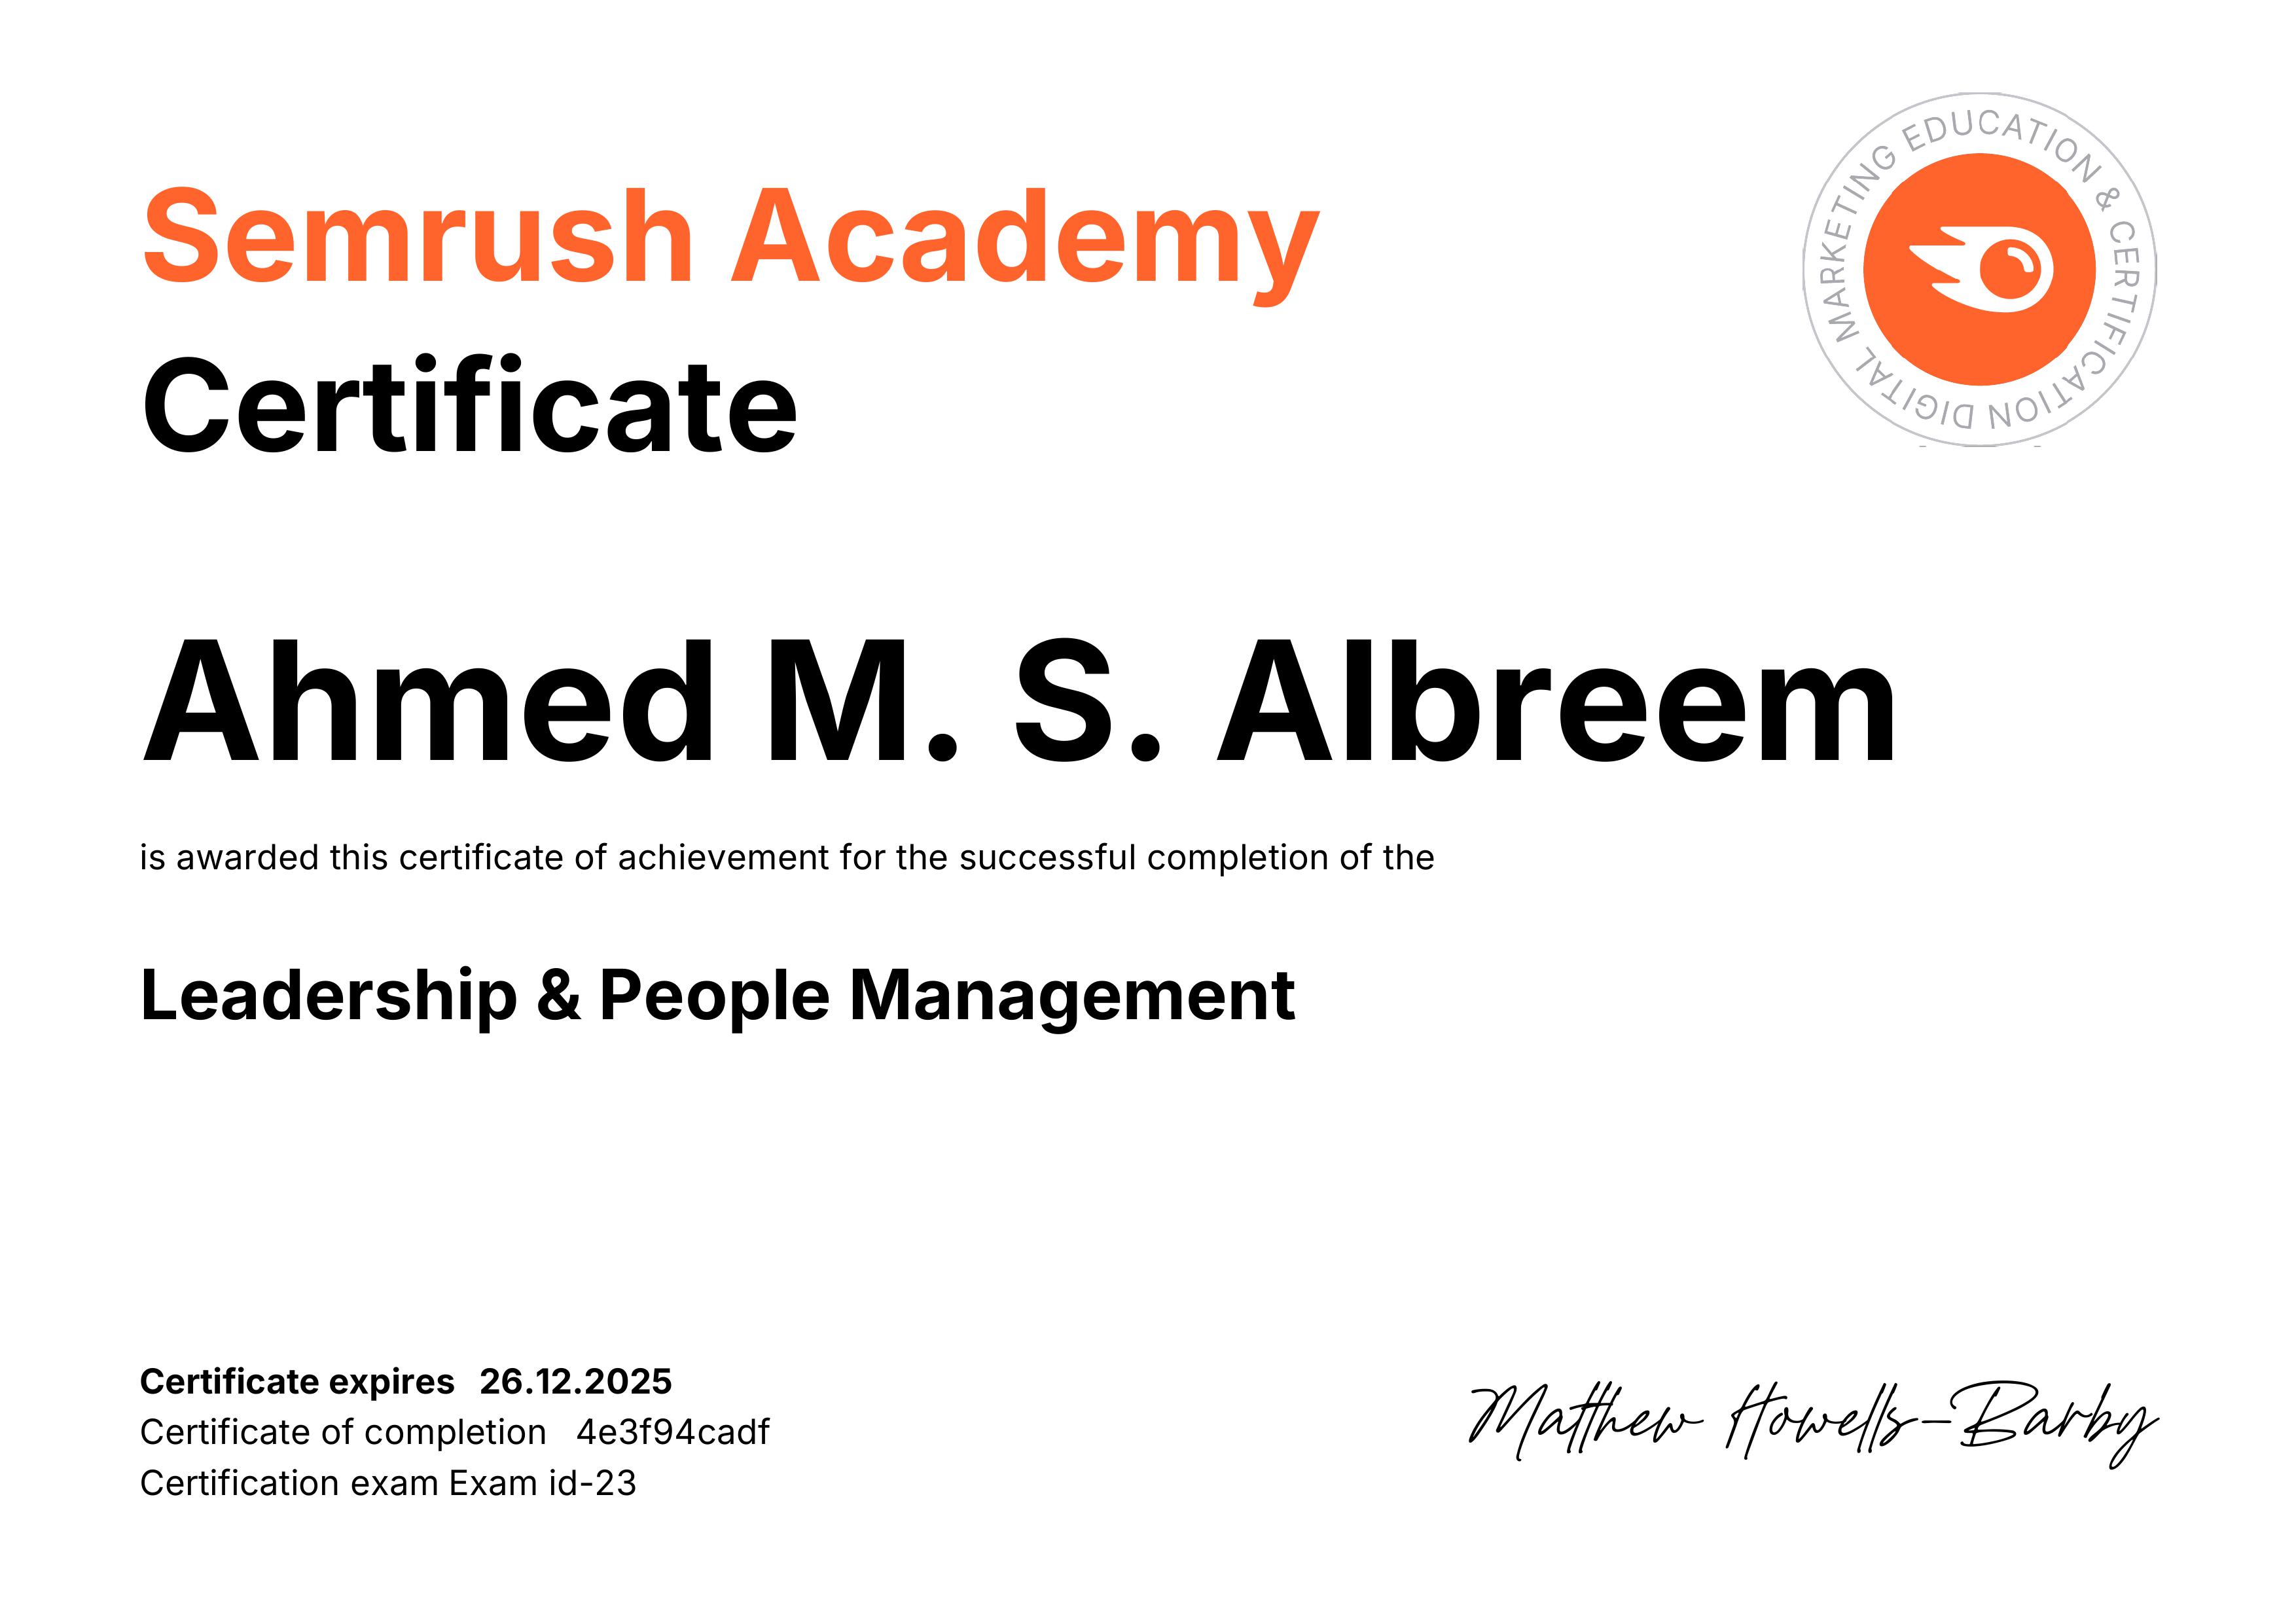 Semrush Academy
Certificate
DIGITAL MARKETING EDUCATION & CERTIFICATION
Ahmed M. S. Albreem
is awarded this certificate of achievement for the successful completion of the
Leadership & People Management
Certificate expires 26.12.2025
Certificate of completion 4e3f94cadf
Certification exam Exam id-23
Matthew Howells-Barby